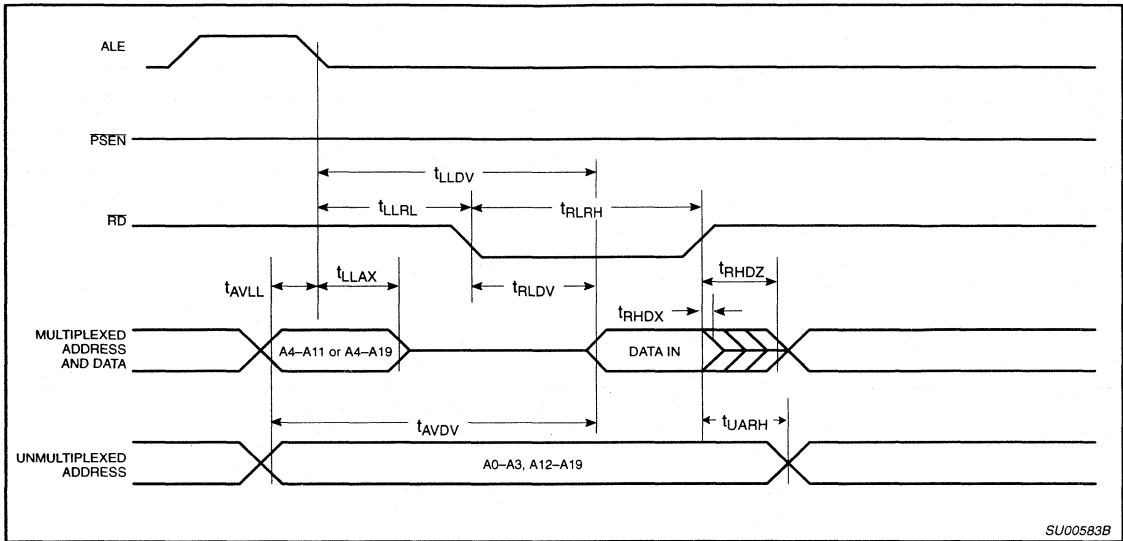 ALE
PSEN
tLLDV
tLLRL
tRLRH
RD
tAVLL
tLLAX
tRLDV
tRHDZ
tRHDX
MULTIPLEXED
ADDRESS
AND DATA
A4–A11 or A4–A19
DATA IN
tAVDV
tUARH
UNMULTIPLEXED
ADDRESS
A0–A3, A12–A19
SU00583B